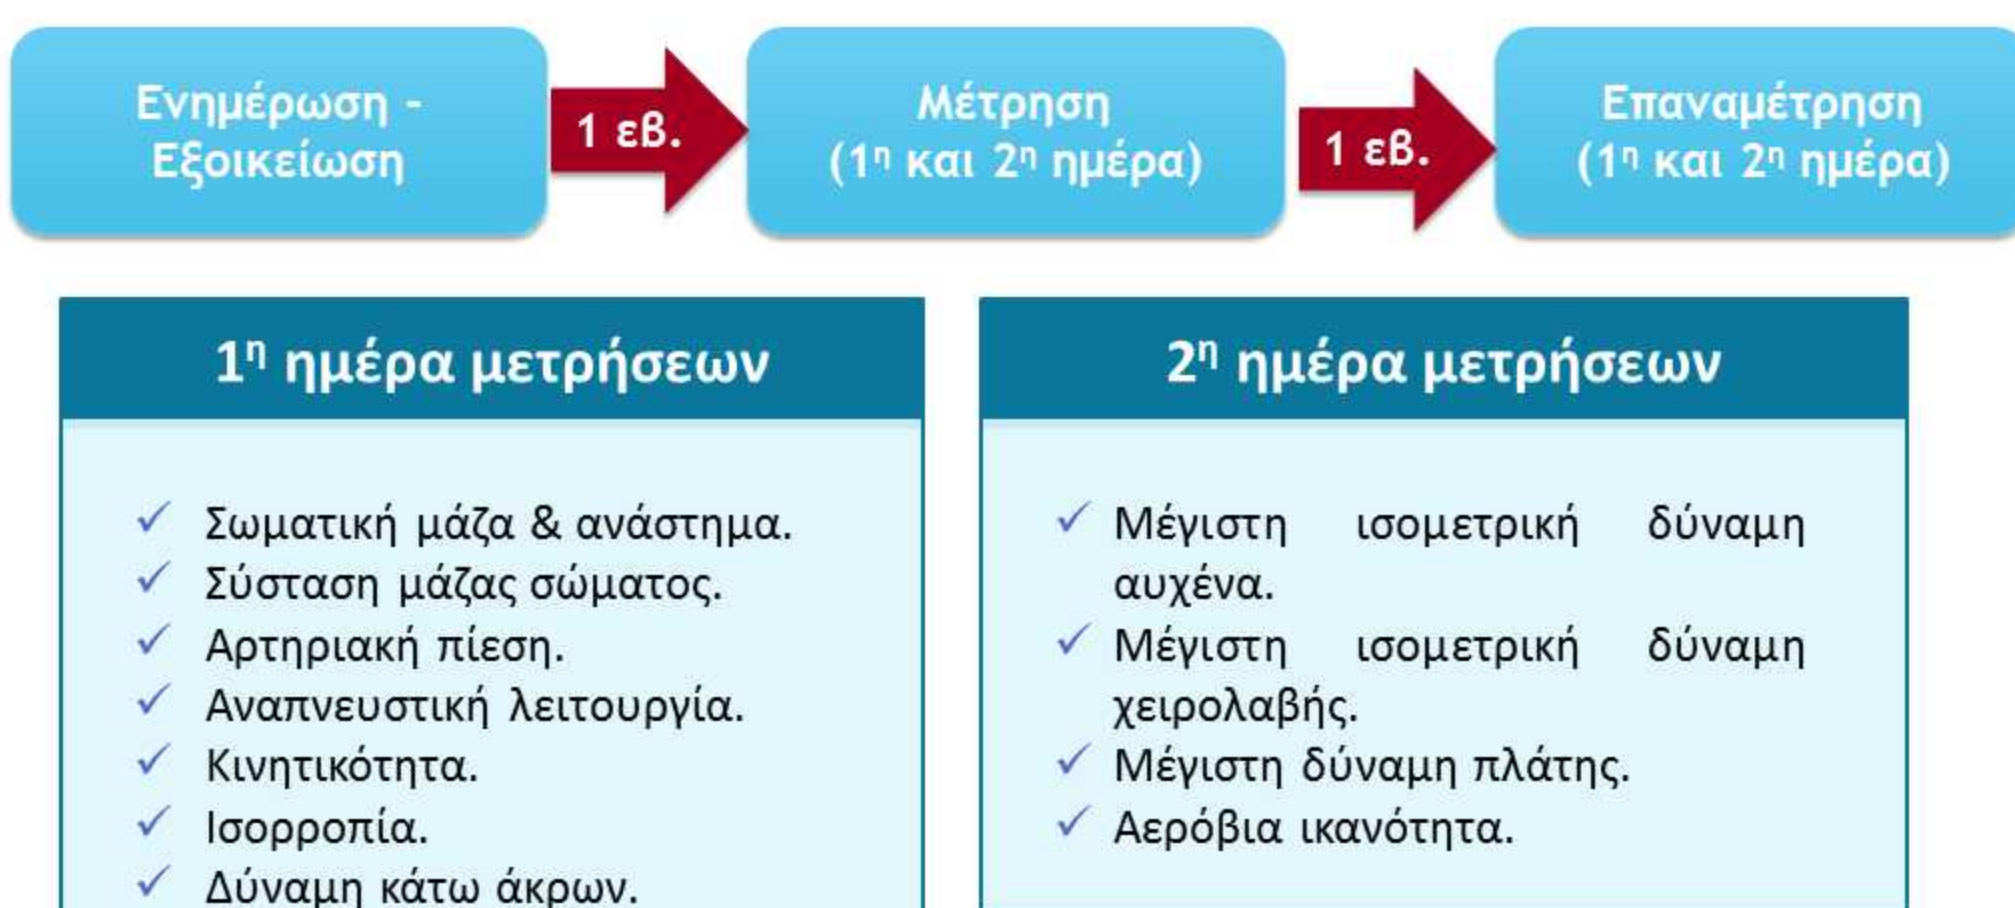 Ενημέρωση -
Εξοικείωση
1 εβ.
Μέτρηση
(1η και 2η ημέρα)
1 εβ.
Επαναμέτρηση
(1η και 2η ημέρα)
1η ημέρα μετρήσεων
Σωματική μάζα & ανάστημα.
Σύσταση μάζας σώματος.
Αρτηριακή πίεση.
Αναπνευστική λειτουργία.
Κινητικότητα.
Ισορροπία.
Δύναμη κάτω άκρων.
2η ημέρα μετρήσεων
Μέγιστη ισομετρική δύναμη
αυχένα.
Μέγιστη ισομετρική δύναμη
χειρολαβής.
Μέγιστη δύναμη πλάτης.
Αερόβια ικανότητα.